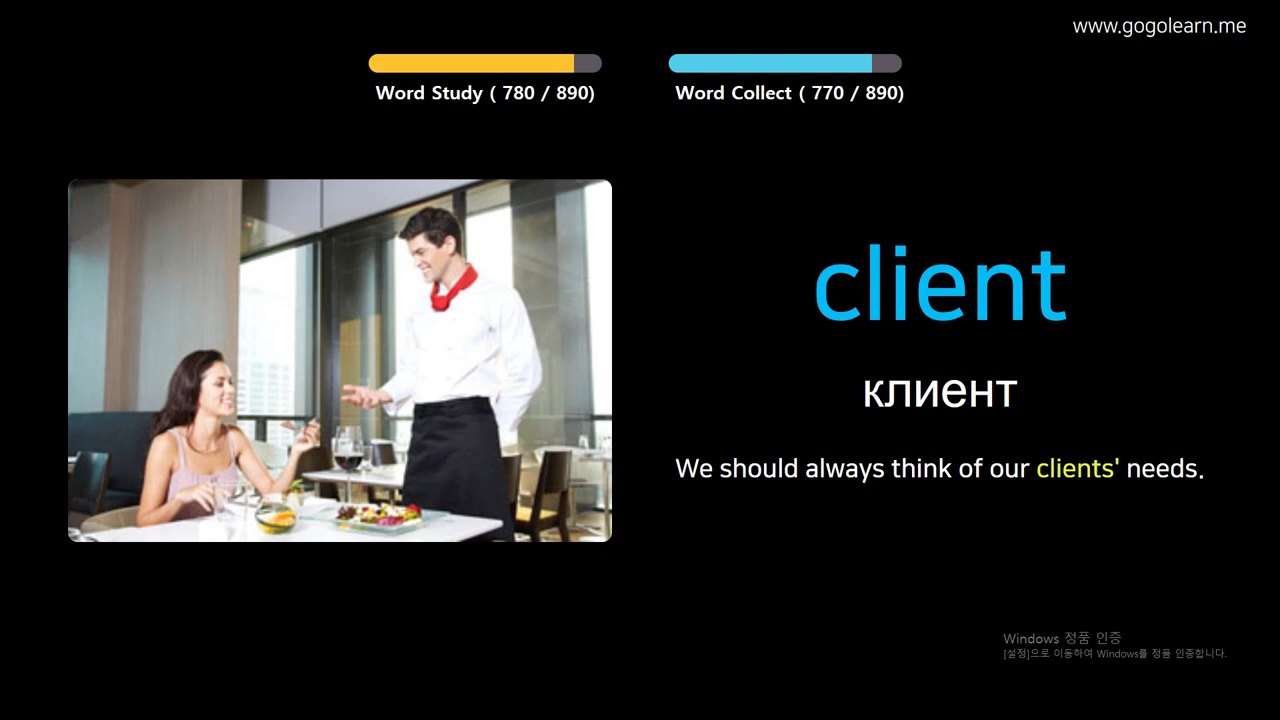 www.gogolearn.me
Word Study ( 780 / 890)
Word Collect ( 770 / 890)
client
клиент
We should always think of our clients' needs.
Windows 정품 인증
[설정]으로 이동하여 Windows를 정품 인증합니다.